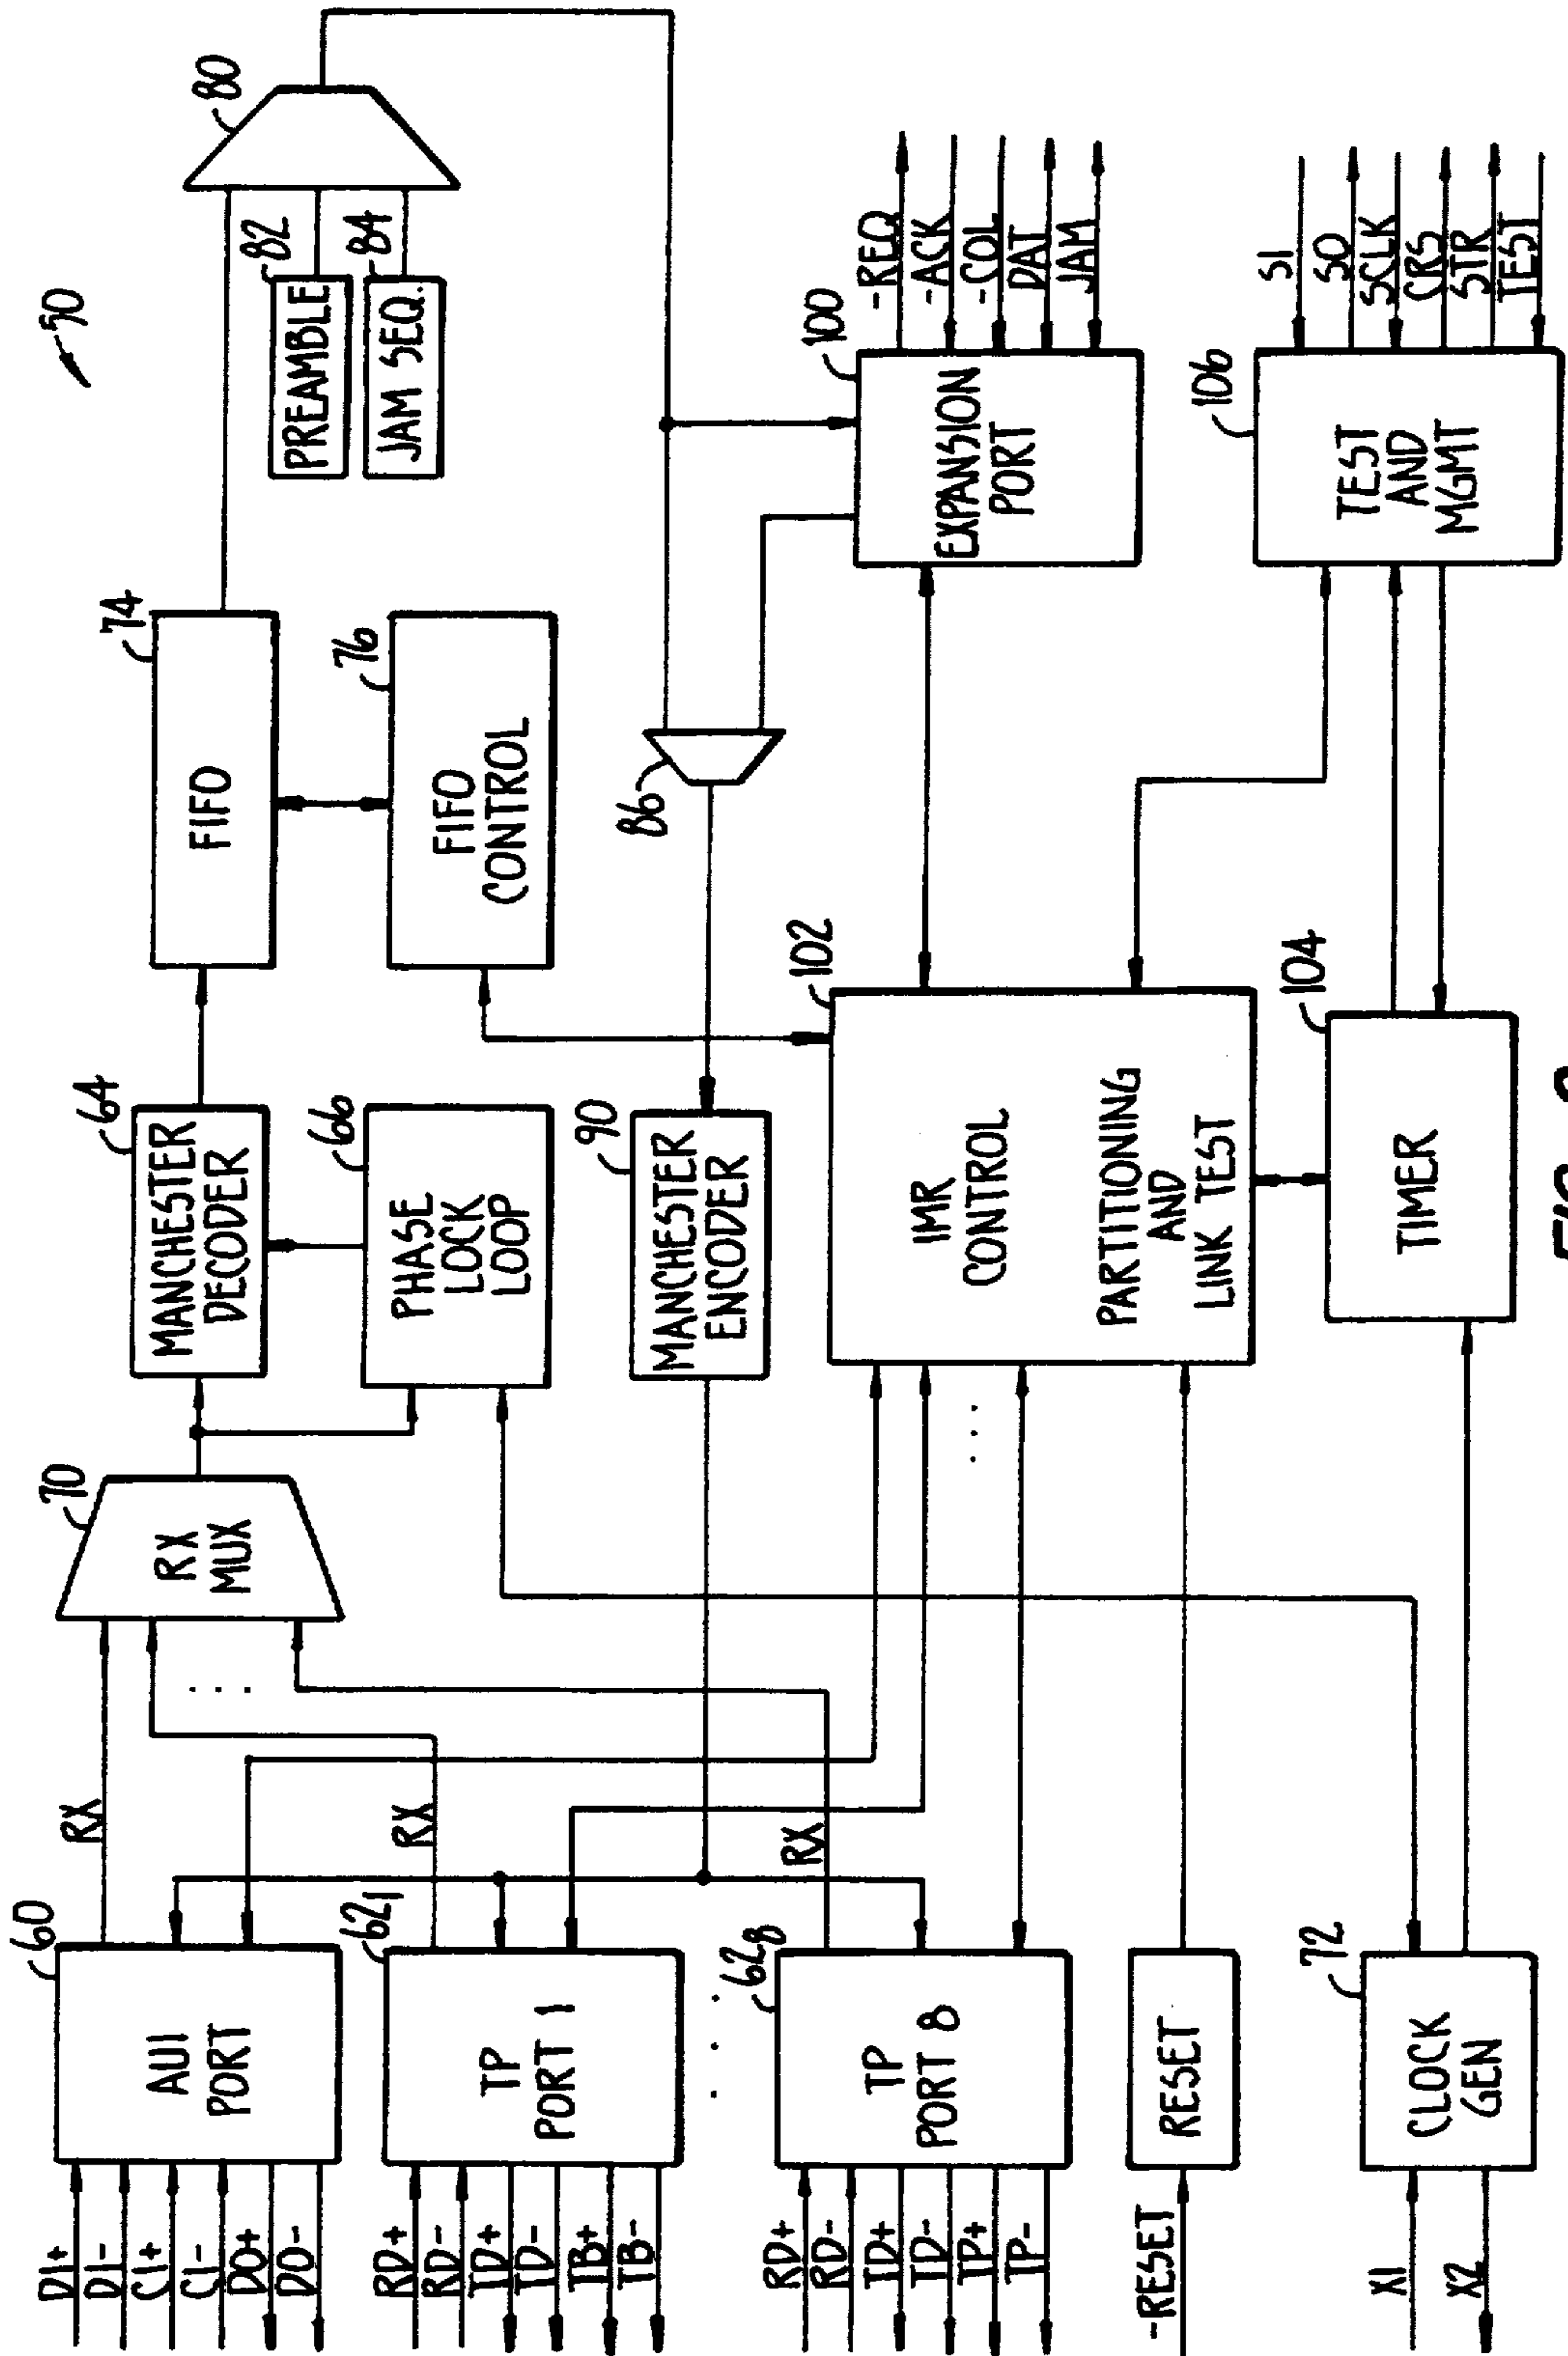 50
DI+
DI-
CI+
CI-
DO+
DO-
60
AUI
PORT
RX
70
RX
MUX
64
MANCHESTER
DECODER
66
PHASE
LOCK
LOOP
74
FIFO
76
FIFO
CONTROL
80
82
PREAMBLE
84
JAM SEQ.
RD+
RD-
TD+
TD-
TB+
TB-
62₁
TP
PORT 1
RX
90
MANCHESTER
ENCODER
86
RD+
RD-
TD+
TD-
TP+
TP-
62₈
TP
PORT 8
RX
102
IMR
CONTROL
PARTITIONING
AND
LINK TEST
100
EXPANSION
PORT
-REQ
-ACK
-COL
DAT
JAM
-RESET
RESET
X1
X2
72
CLOCK
GEN
104
TIMER
106
TEST
AND
MGMT
SI
SO
SCLK
CRS
STR
TEST